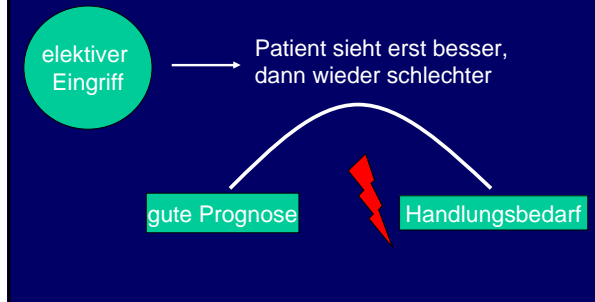 elektiver
Eingriff
Patient sieht erst besser,
dann wieder schlechter
gute Prognose
Handlungsbedarf